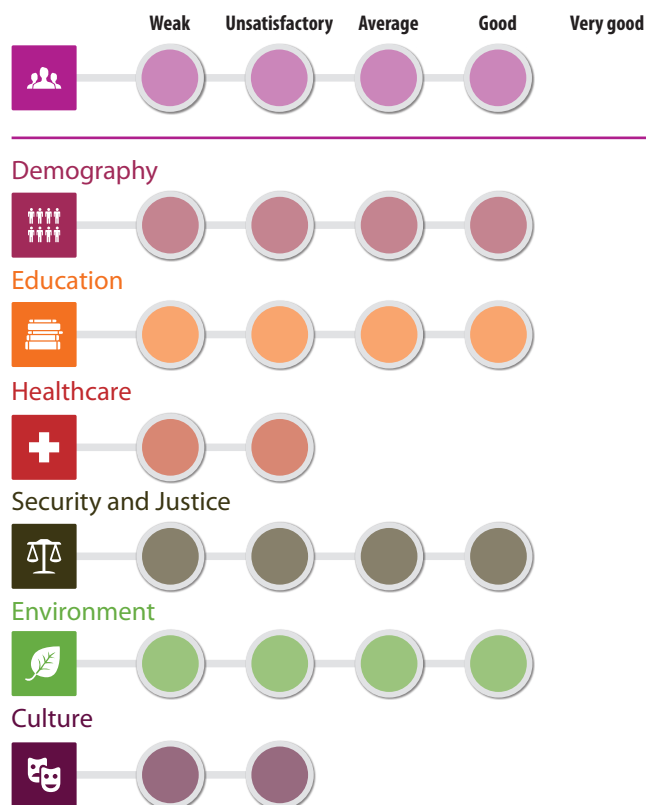 Weak Unsatisfactory Average Good Very good
Demography
Education
Healthcare
Security and Justice
Environment
Culture